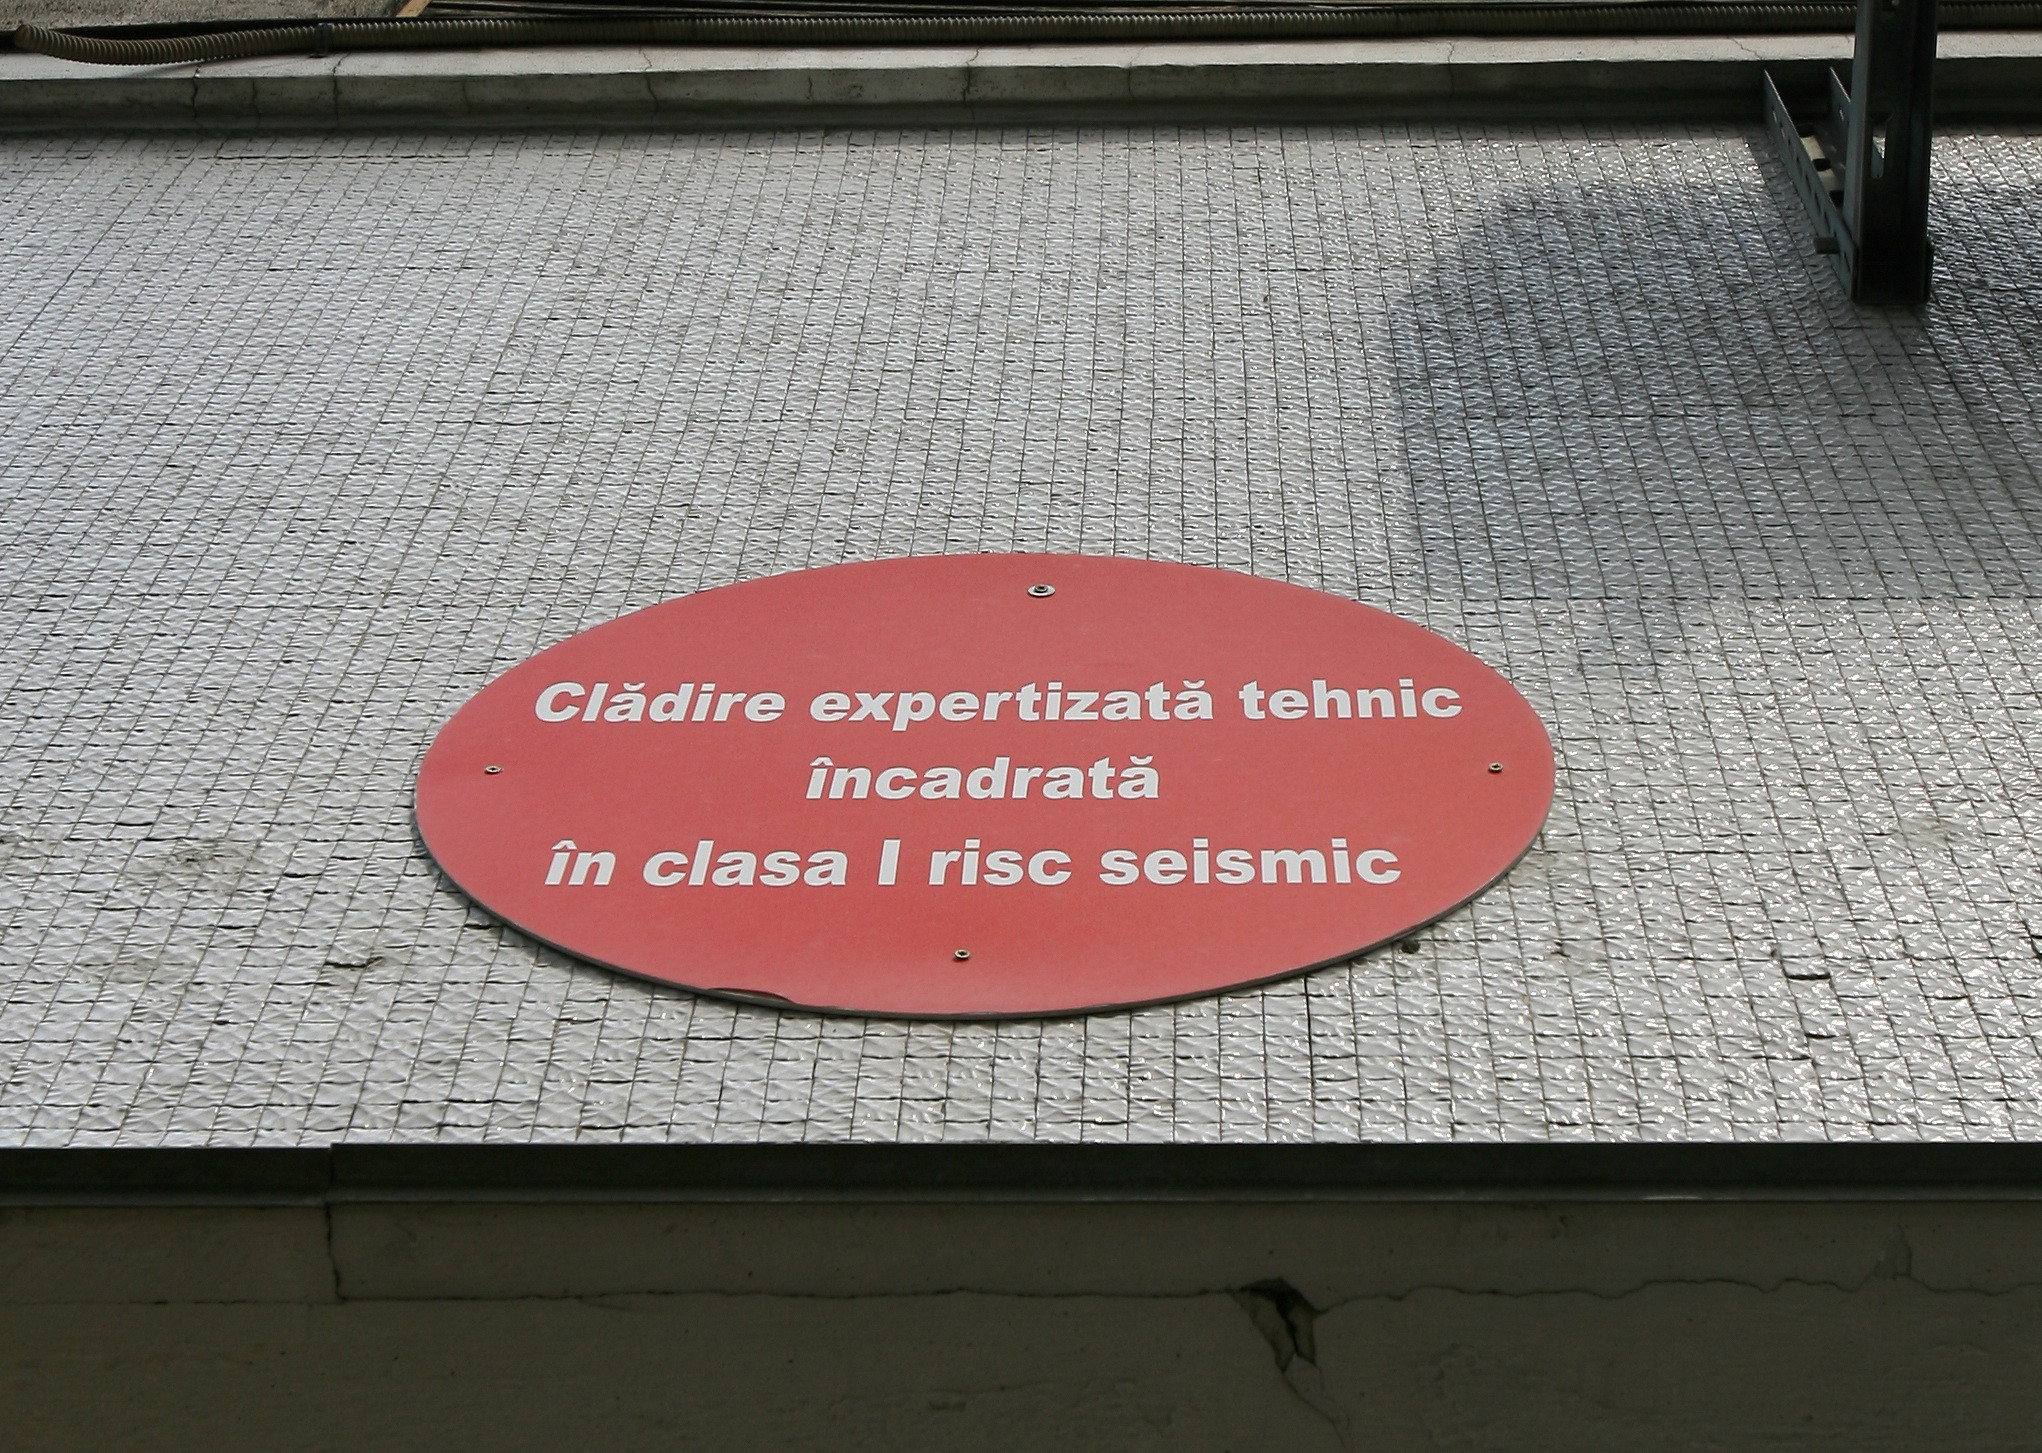 Clădire expertizată tehnic
încadrată
în clasa I risc seismic